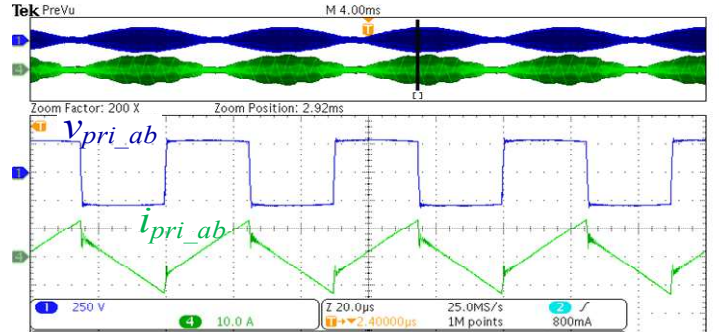 Tek PreVu M 4.00ms
T
1
4
[ ]
Zoom Factor: 200 X Zoom Position: 2.92ms
T
v_pri_ab
1
i_pri_ab
4
1 250 V Z 20.0µs 25.0MS/s 2
4 10.0 A T→▼2.40000µs 1M points 800mA